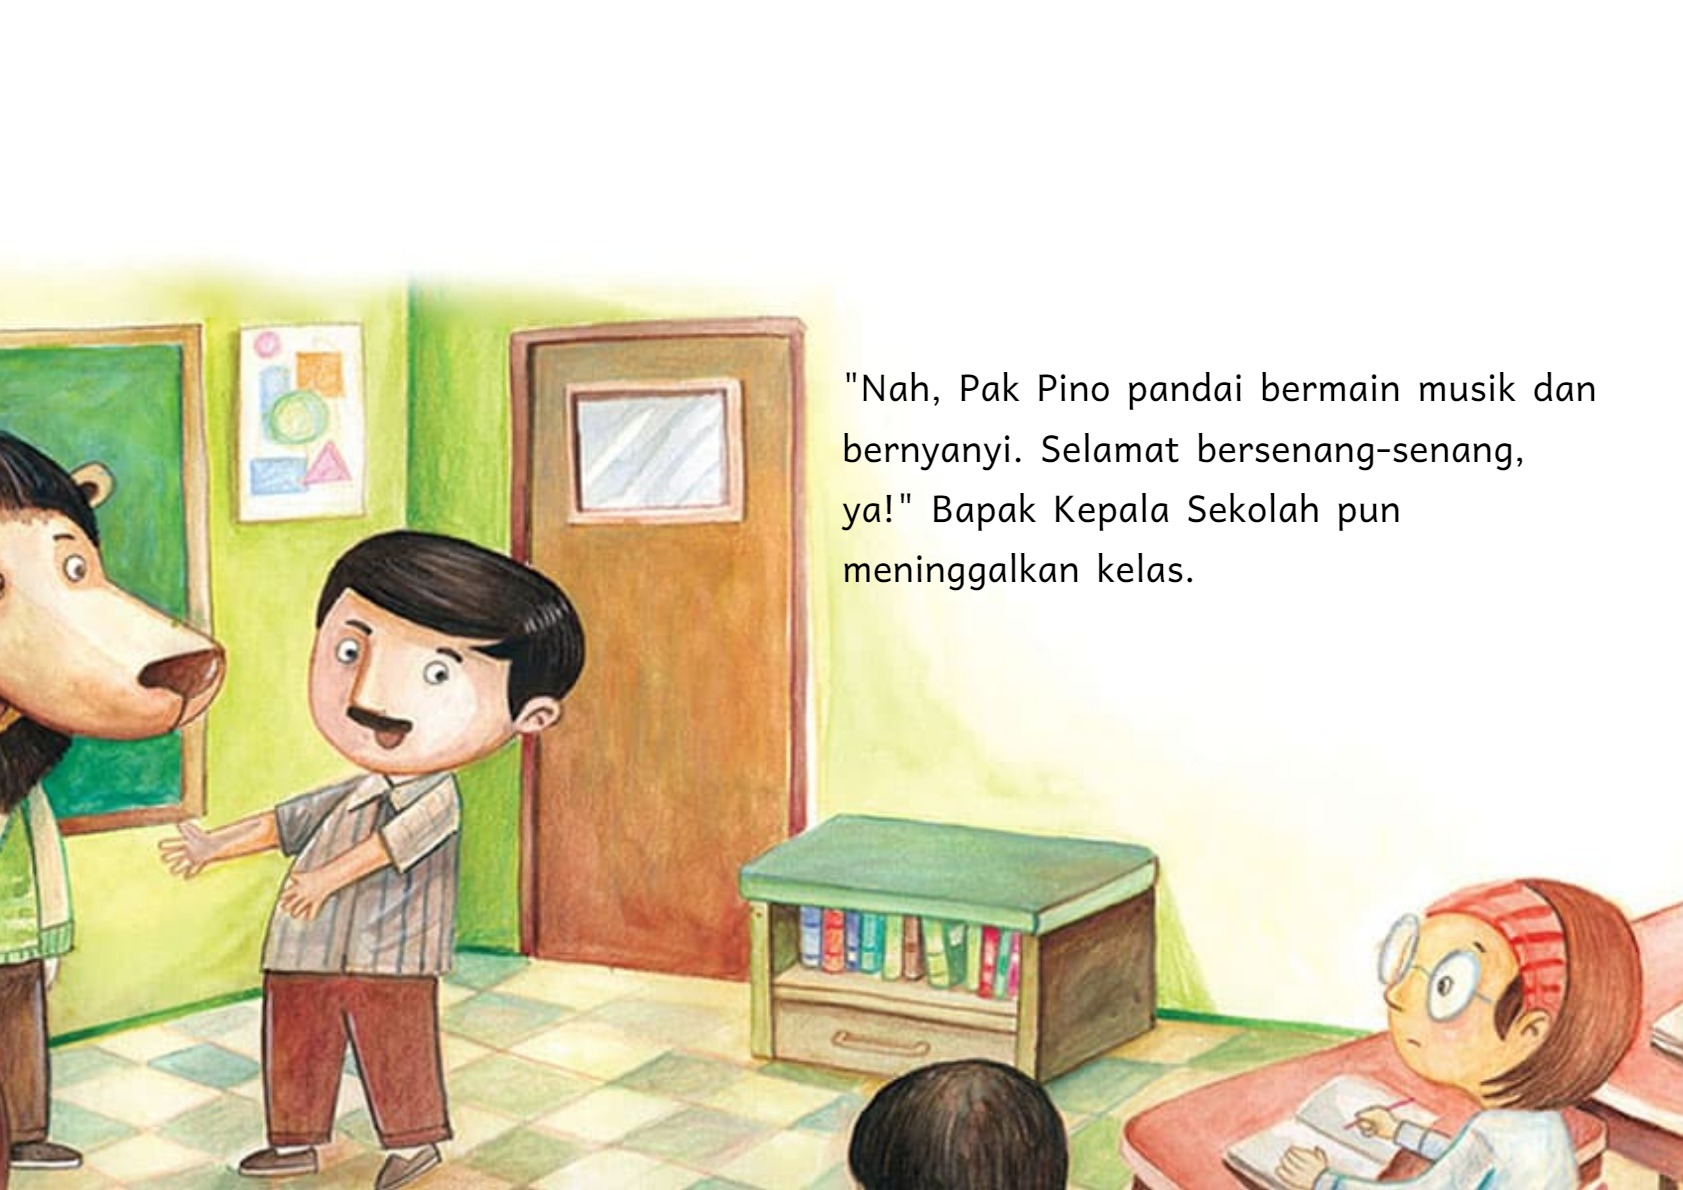 "Nah, Pak Pino pandai bermain musik dan
bernyanyi. Selamat bersenang-senang,
ya!" Bapak Kepala Sekolah pun
meninggalkan kelas.